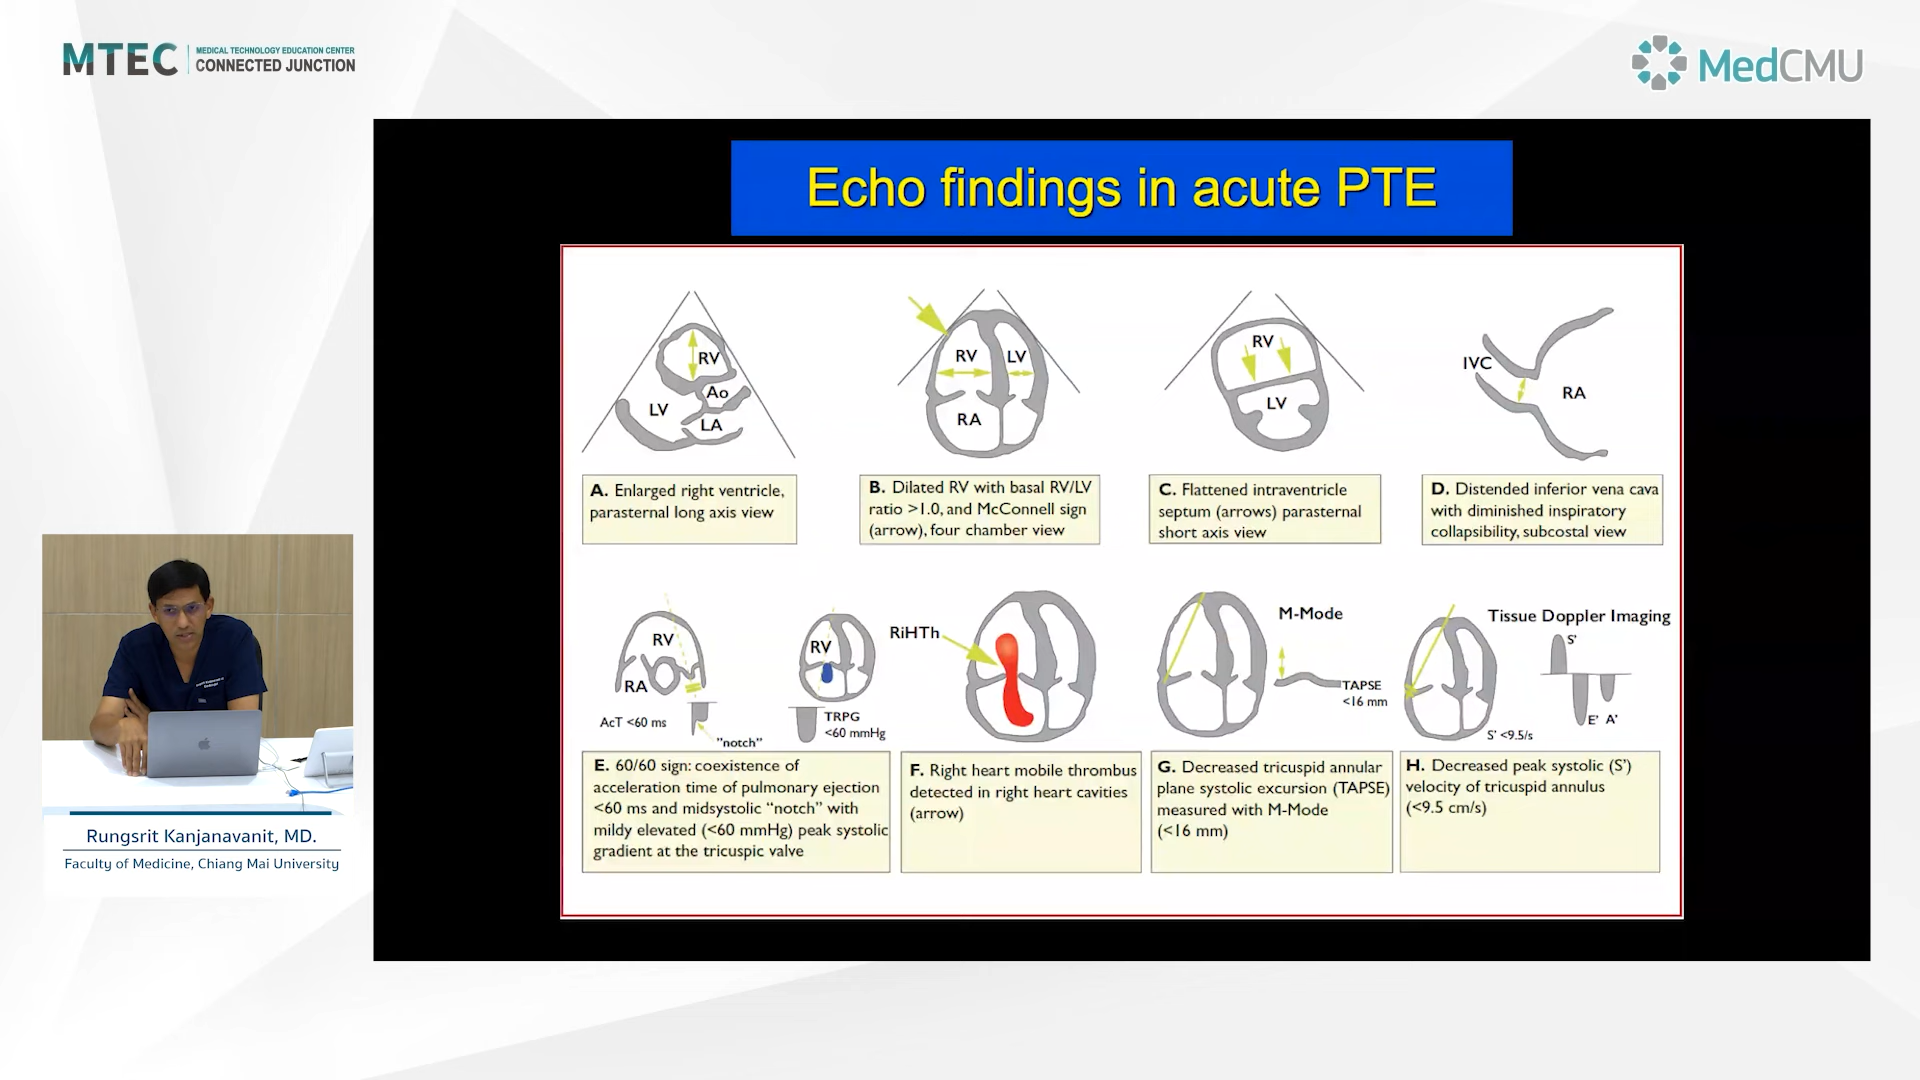 MTEC
MEDICAL TECHNOLOGY EDUCATION CENTER
CONNECTED JUNCTION
MedCMU
Echo findings in acute PTE
RV
Ao
LV
LA
A. Enlarged right ventricle,
parasternal long axis view
RV
LV
RA
B. Dilated RV with basal RV/LV
ratio >1.0, and McConnell sign
(arrow), four chamber view
RV
LV
C. Flattened intraventricle
septum (arrows) parasternal
short axis view
IVC
RA
D. Distended inferior vena cava
with diminished inspiratory
collapsibility, subcostal view
RV
RA
AcT <60 ms
"notch"
RV
TRPG
<60 mmHg
E. 60/60 sign: coexistence of
acceleration time of pulmonary ejection
<60 ms and midsystolic “notch” with
mildy elevated (<60 mmHg) peak systolic
gradient at the tricuspic valve
RiHTh
F. Right heart mobile thrombus
detected in right heart cavities
(arrow)
M-Mode
TAPSE
<16 mm
G. Decreased tricuspid annular
plane systolic excursion (TAPSE)
measured with M-Mode
(<16 mm)
Tissue Doppler Imaging
S'
E' A'
S' <9.5/s
H. Decreased peak systolic (S')
velocity of tricuspid annulus
(<9.5 cm/s)
Rungsrit Kanjanavanit, MD.
Faculty of Medicine, Chiang Mai University